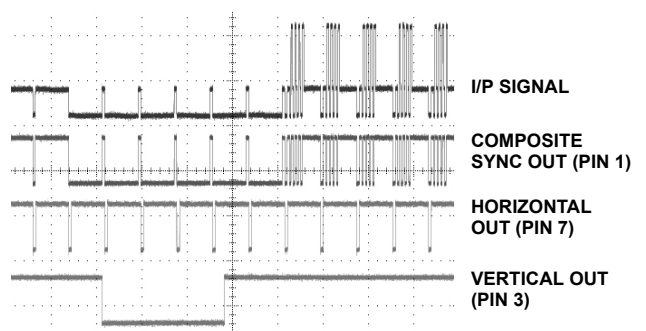 I/P SIGNAL
COMPOSITE
SYNC OUT (PIN 1)
HORIZONTAL
OUT (PIN 7)
VERTICAL OUT
(PIN 3)